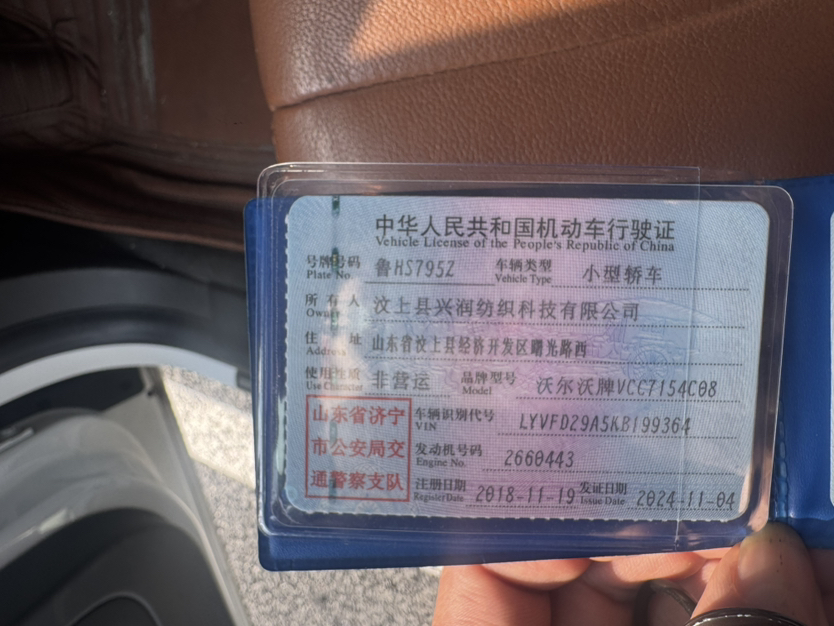 中华人民共和国机动车行驶证
Vehicle License of the People's Republic of China
号牌号码 鲁HS795Z 车辆类型 小型轿车
Plate No. Vehicle Type
所有人 汶上县兴润纺织科技有限公司
Owner
住址 山东省汶上县经济开发区曙光路西
Address
使用性质 非营运 品牌型号 沃尔沃牌VCC7154C08
Use Character Model
山东省济宁
市公安局交
通警察支队
车辆识别代号 LYVFD29A5KB199364
VIN
发动机号码 2660443
Engine No.
注册日期 2018-11-19 发证日期 2024-11-04
Register Date Issue Date